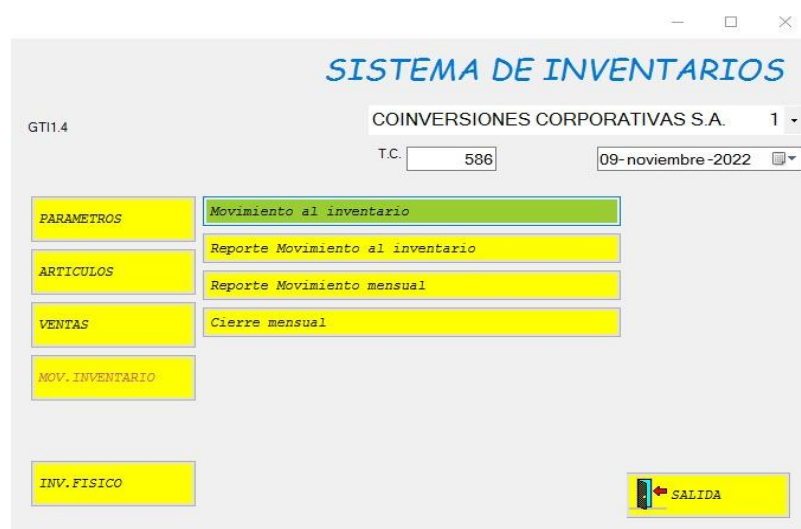 SISTEMA DE INVENTARIOS
GTI1.4
COINVERSIONES CORPORATIVAS S.A. 1
T.C. 586
09-noviembre-2022
PARAMETROS
ARTICULOS
VENTAS
MOV.INVENTARIO
INV.FISICO
Movimiento al inventario
Reporte Movimiento al inventario
Reporte Movimiento mensual
Cierre mensual
SALIDA